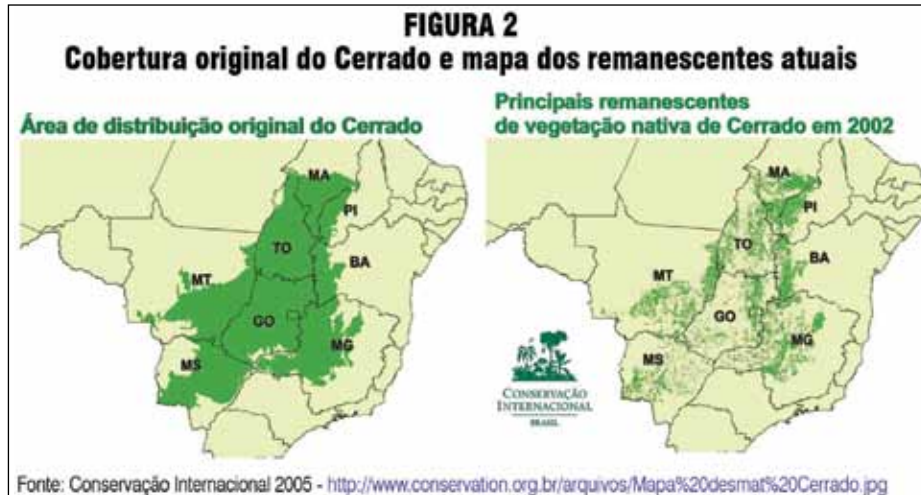 FIGURA 2
Cobertura original do Cerrado e mapa dos remanescentes atuais
Área de distribuição original do Cerrado
MA
PI
TO
BA
MT
GO
MG
MS
Principais remanescentes
de vegetação nativa de Cerrado em 2002
MA
PI
TO
BA
MT
GO
MG
MS
CONSERVAÇÃO
INTERNACIONAL
BRASIL
Fonte: Conservação Internacional 2005 - http://www.conservation.org.br/arquivos/Mapa%20desmat%20Cerrado.jpg